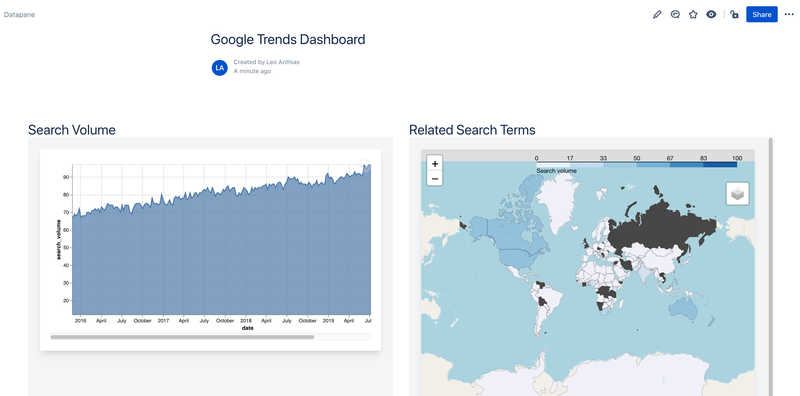 Datapane
Share
Google Trends Dashboard
LA
Created by Leo Anthias
A minute ago
Search Volume
90
80
70
60
50
40
30
20
search_volume
2016 April July October 2017 April July October 2018 April July October 2019 April Jul
date
Related Search Terms
+
−
0 17 33 50 67 83 100
Search volume